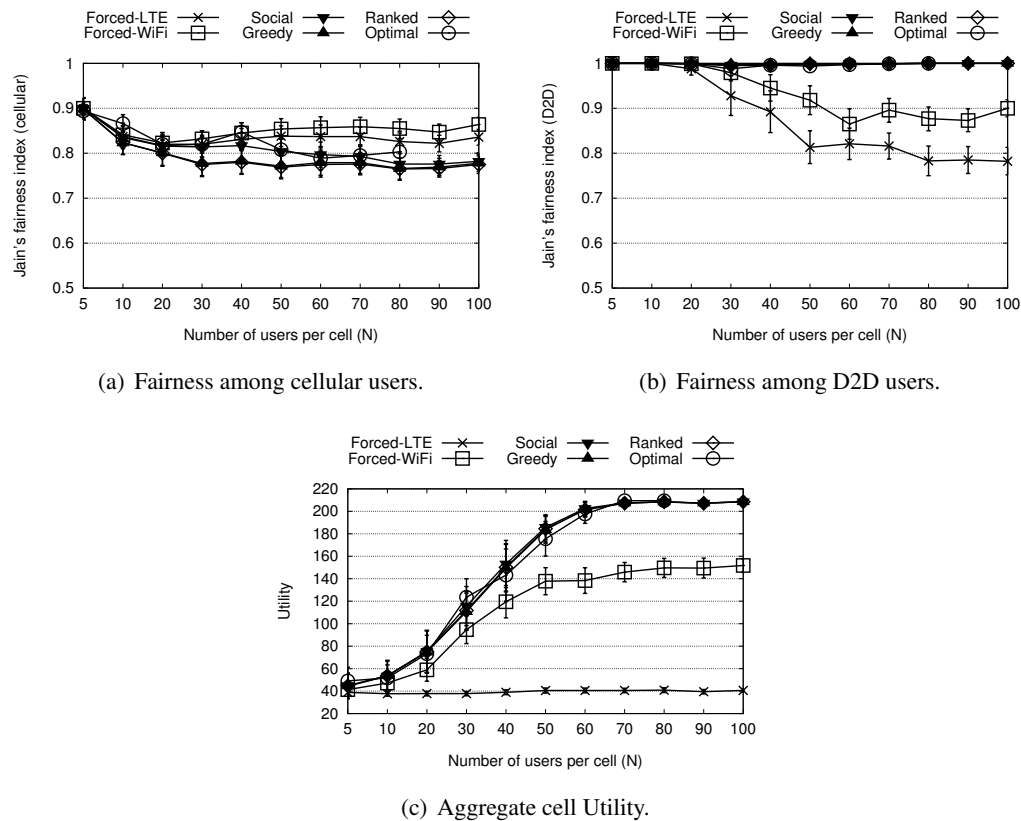 Forced-LTE Social Ranked
Forced-WiFi Greedy Optimal
Jain's fairness index (cellular)
1
0.9
0.8
0.7
0.6
0.5
5 10 20 30 40 50 60 70 80 90 100
Number of users per cell (N)
(a) Fairness among cellular users.
Forced-LTE Social Ranked
Forced-WiFi Greedy Optimal
Jain's fairness index (D2D)
1
0.9
0.8
0.7
0.6
0.5
5 10 20 30 40 50 60 70 80 90 100
Number of users per cell (N)
(b) Fairness among D2D users.
Forced-LTE Social Ranked
Forced-WiFi Greedy Optimal
Utility
220
200
180
160
140
120
100
80
60
40
20
5 10 20 30 40 50 60 70 80 90 100
Number of users per cell (N)
(c) Aggregate cell Utility.